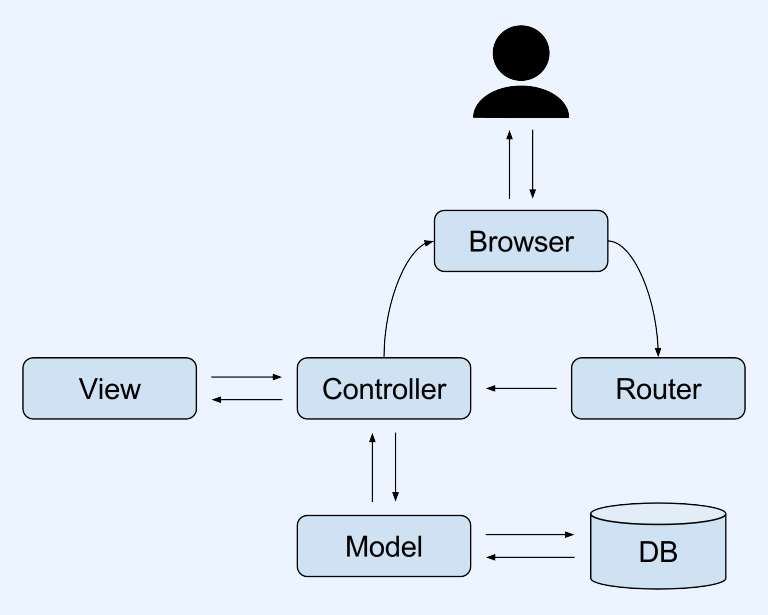 Browser
View
Controller
Router
Model
DB